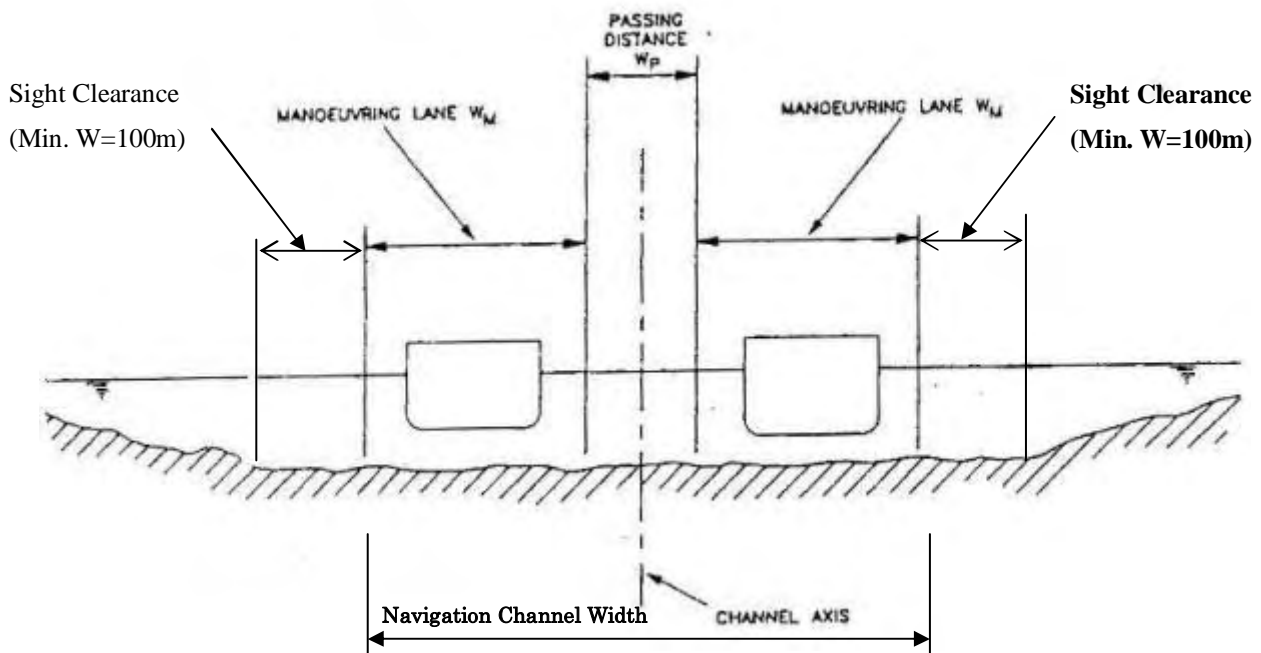 PASSING
DISTANCE
WP
Sight Clearance
(Min. W=100m)
MANOEUVRING LANE WM
MANOEUVRING LANE WM
Sight Clearance
(Min. W=100m)
Navigation Channel Width
CHANNEL AXIS